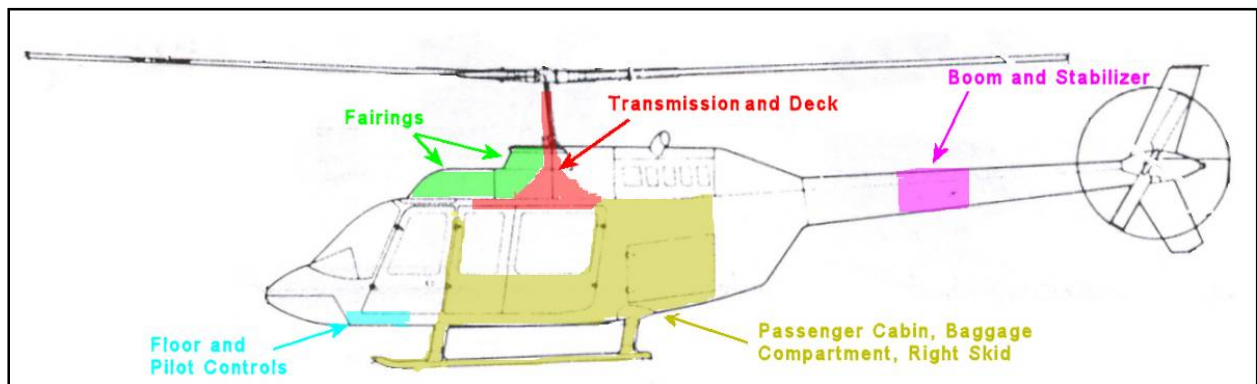 Boom and Stabilizer
Fairings
Transmission and Deck
Floor and
Pilot Controls
Passenger Cabin, Baggage
Compartment, Right Skid